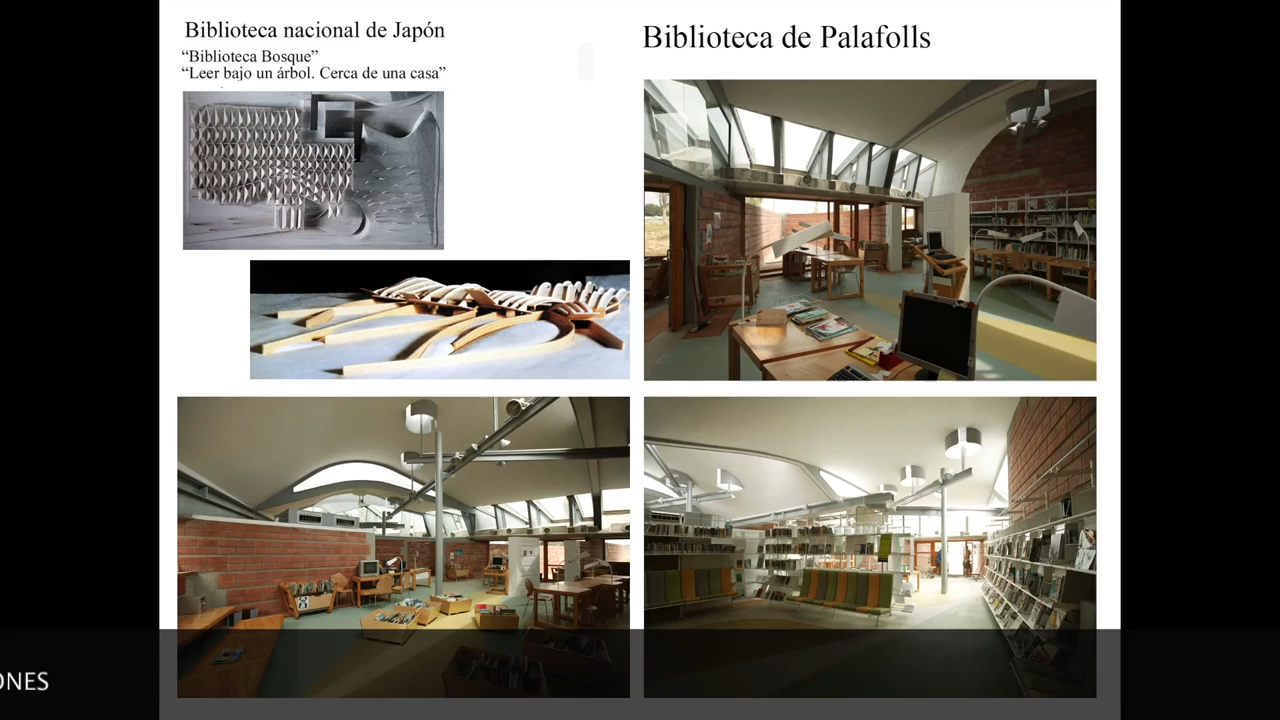 Biblioteca nacional de Japón
“Biblioteca Bosque”
“Leer bajo un árbol. Cerca de una casa”
Biblioteca de Palafolls
ONES